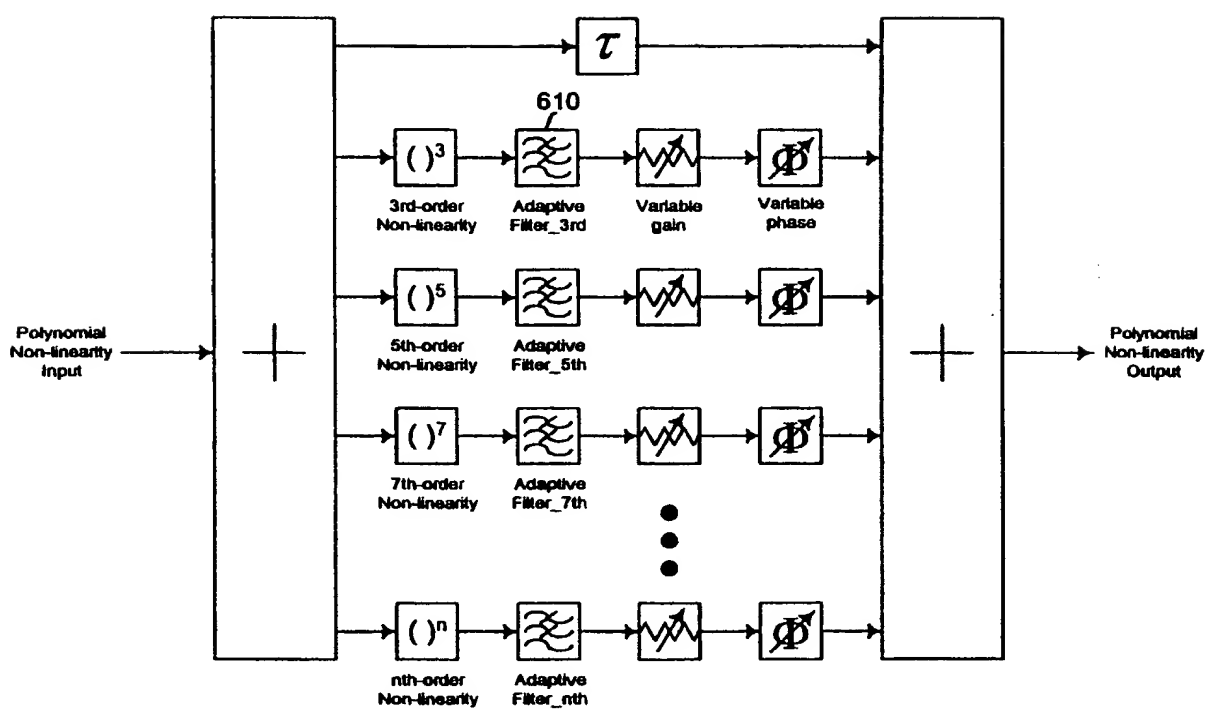 τ
610
( )3
Φ
3rd-order
Non-linearity
Adaptive
Filter_3rd
Variable
gain
Variable
phase
( )5
Φ
5th-order
Non-linearity
Adaptive
Filter_5th
Polynomial
Non-linearity
Input
+
+
Polynomial
Non-linearity
Output
( )7
Φ
7th-order
Non-linearity
Adaptive
Filter_7th
( )n
Φ
nth-order
Non-linearity
Adaptive
Filter_nth